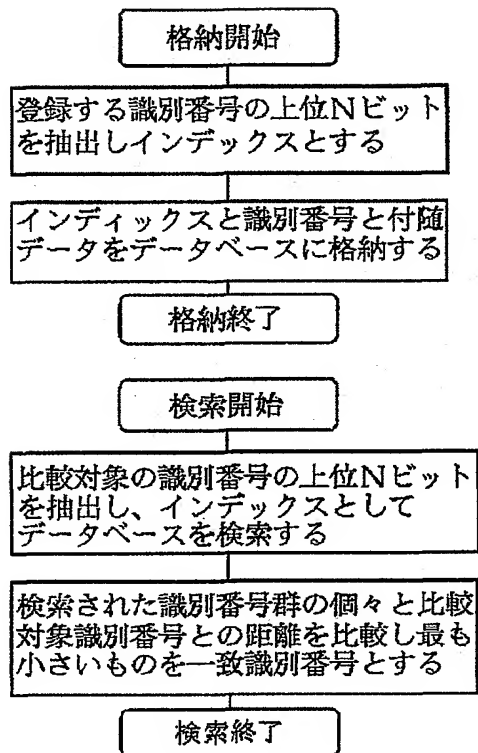 格納開始
登録する識別番号の上位Nビット
を抽出しインデックスとする
インディックスと識別番号と付随
データをデータベースに格納する
格納終了
検索開始
比較対象の識別番号の上位Nビット
を抽出し、インデックスとして
データベースを検索する
検索された識別番号群の個々と比較
対象識別番号との距離を比較し最も
小さいものを一致識別番号とする
検索終了